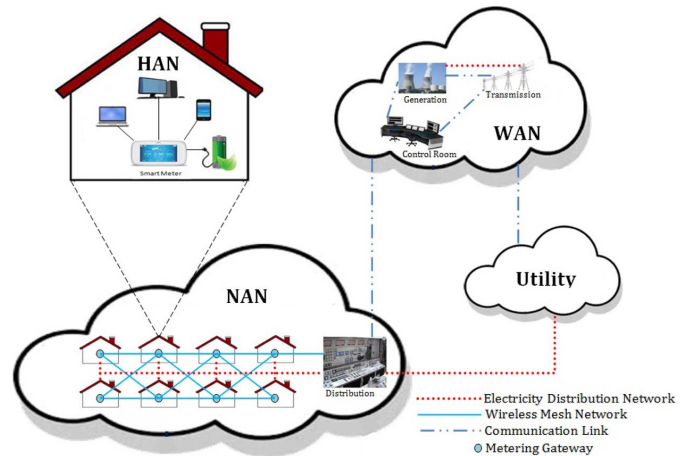 HAN
Smart Meter
Generation
Transmission
Control Room
WAN
Utility
NAN
Distribution
Electricity Distribution Network
Wireless Mesh Network
Communication Link
Metering Gateway